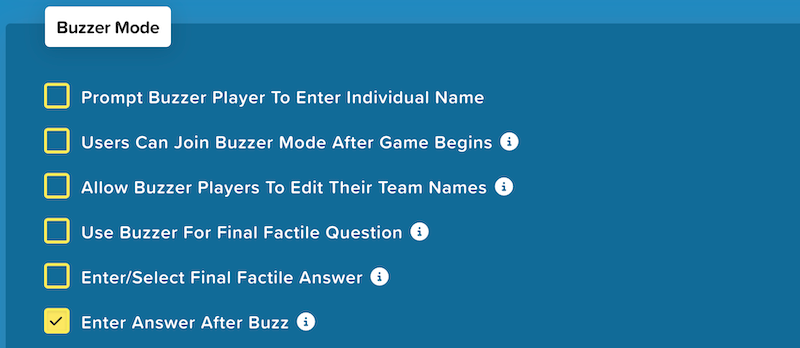 Buzzer Mode
Prompt Buzzer Player To Enter Individual Name
Users Can Join Buzzer Mode After Game Begins
Allow Buzzer Players To Edit Their Team Names
Use Buzzer For Final Factile Question
Enter/Select Final Factile Answer
Enter Answer After Buzz